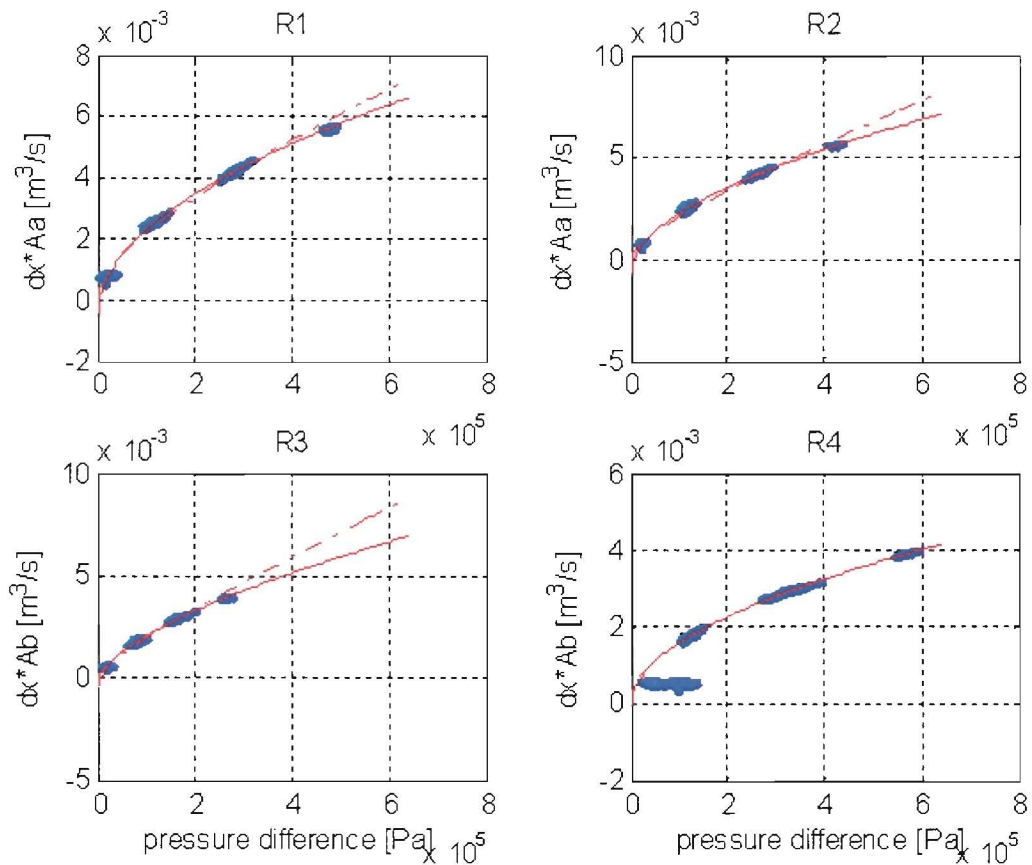 x 10^-3
R1
8
6
4
2
0
-2
dx*Aa [m^3/s]
0 2 4 6 8
x 10^5
x 10^-3
R2
10
5
0
-5
dx*Aa [m^3/s]
0 2 4 6 8
x 10^5
x 10^-3
R3
10
5
0
-5
dx*Ab [m^3/s]
0 2 4 6 8
pressure difference [Pa]
x 10^5
x 10^-3
R4
6
4
2
0
-2
dx*Ab [m^3/s]
0 2 4 6 8
pressure difference [Pa]
x 10^5